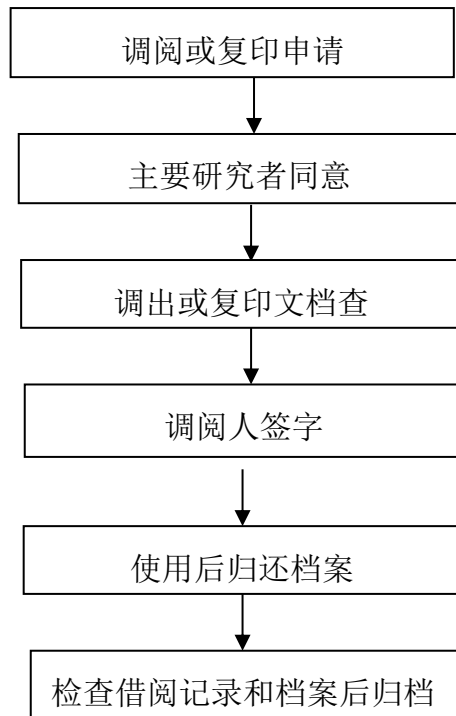 调阅或复印申请
主要研究者同意
调出或复印文档查
调阅人签字
使用后归还档案
检查借阅记录和档案后归档